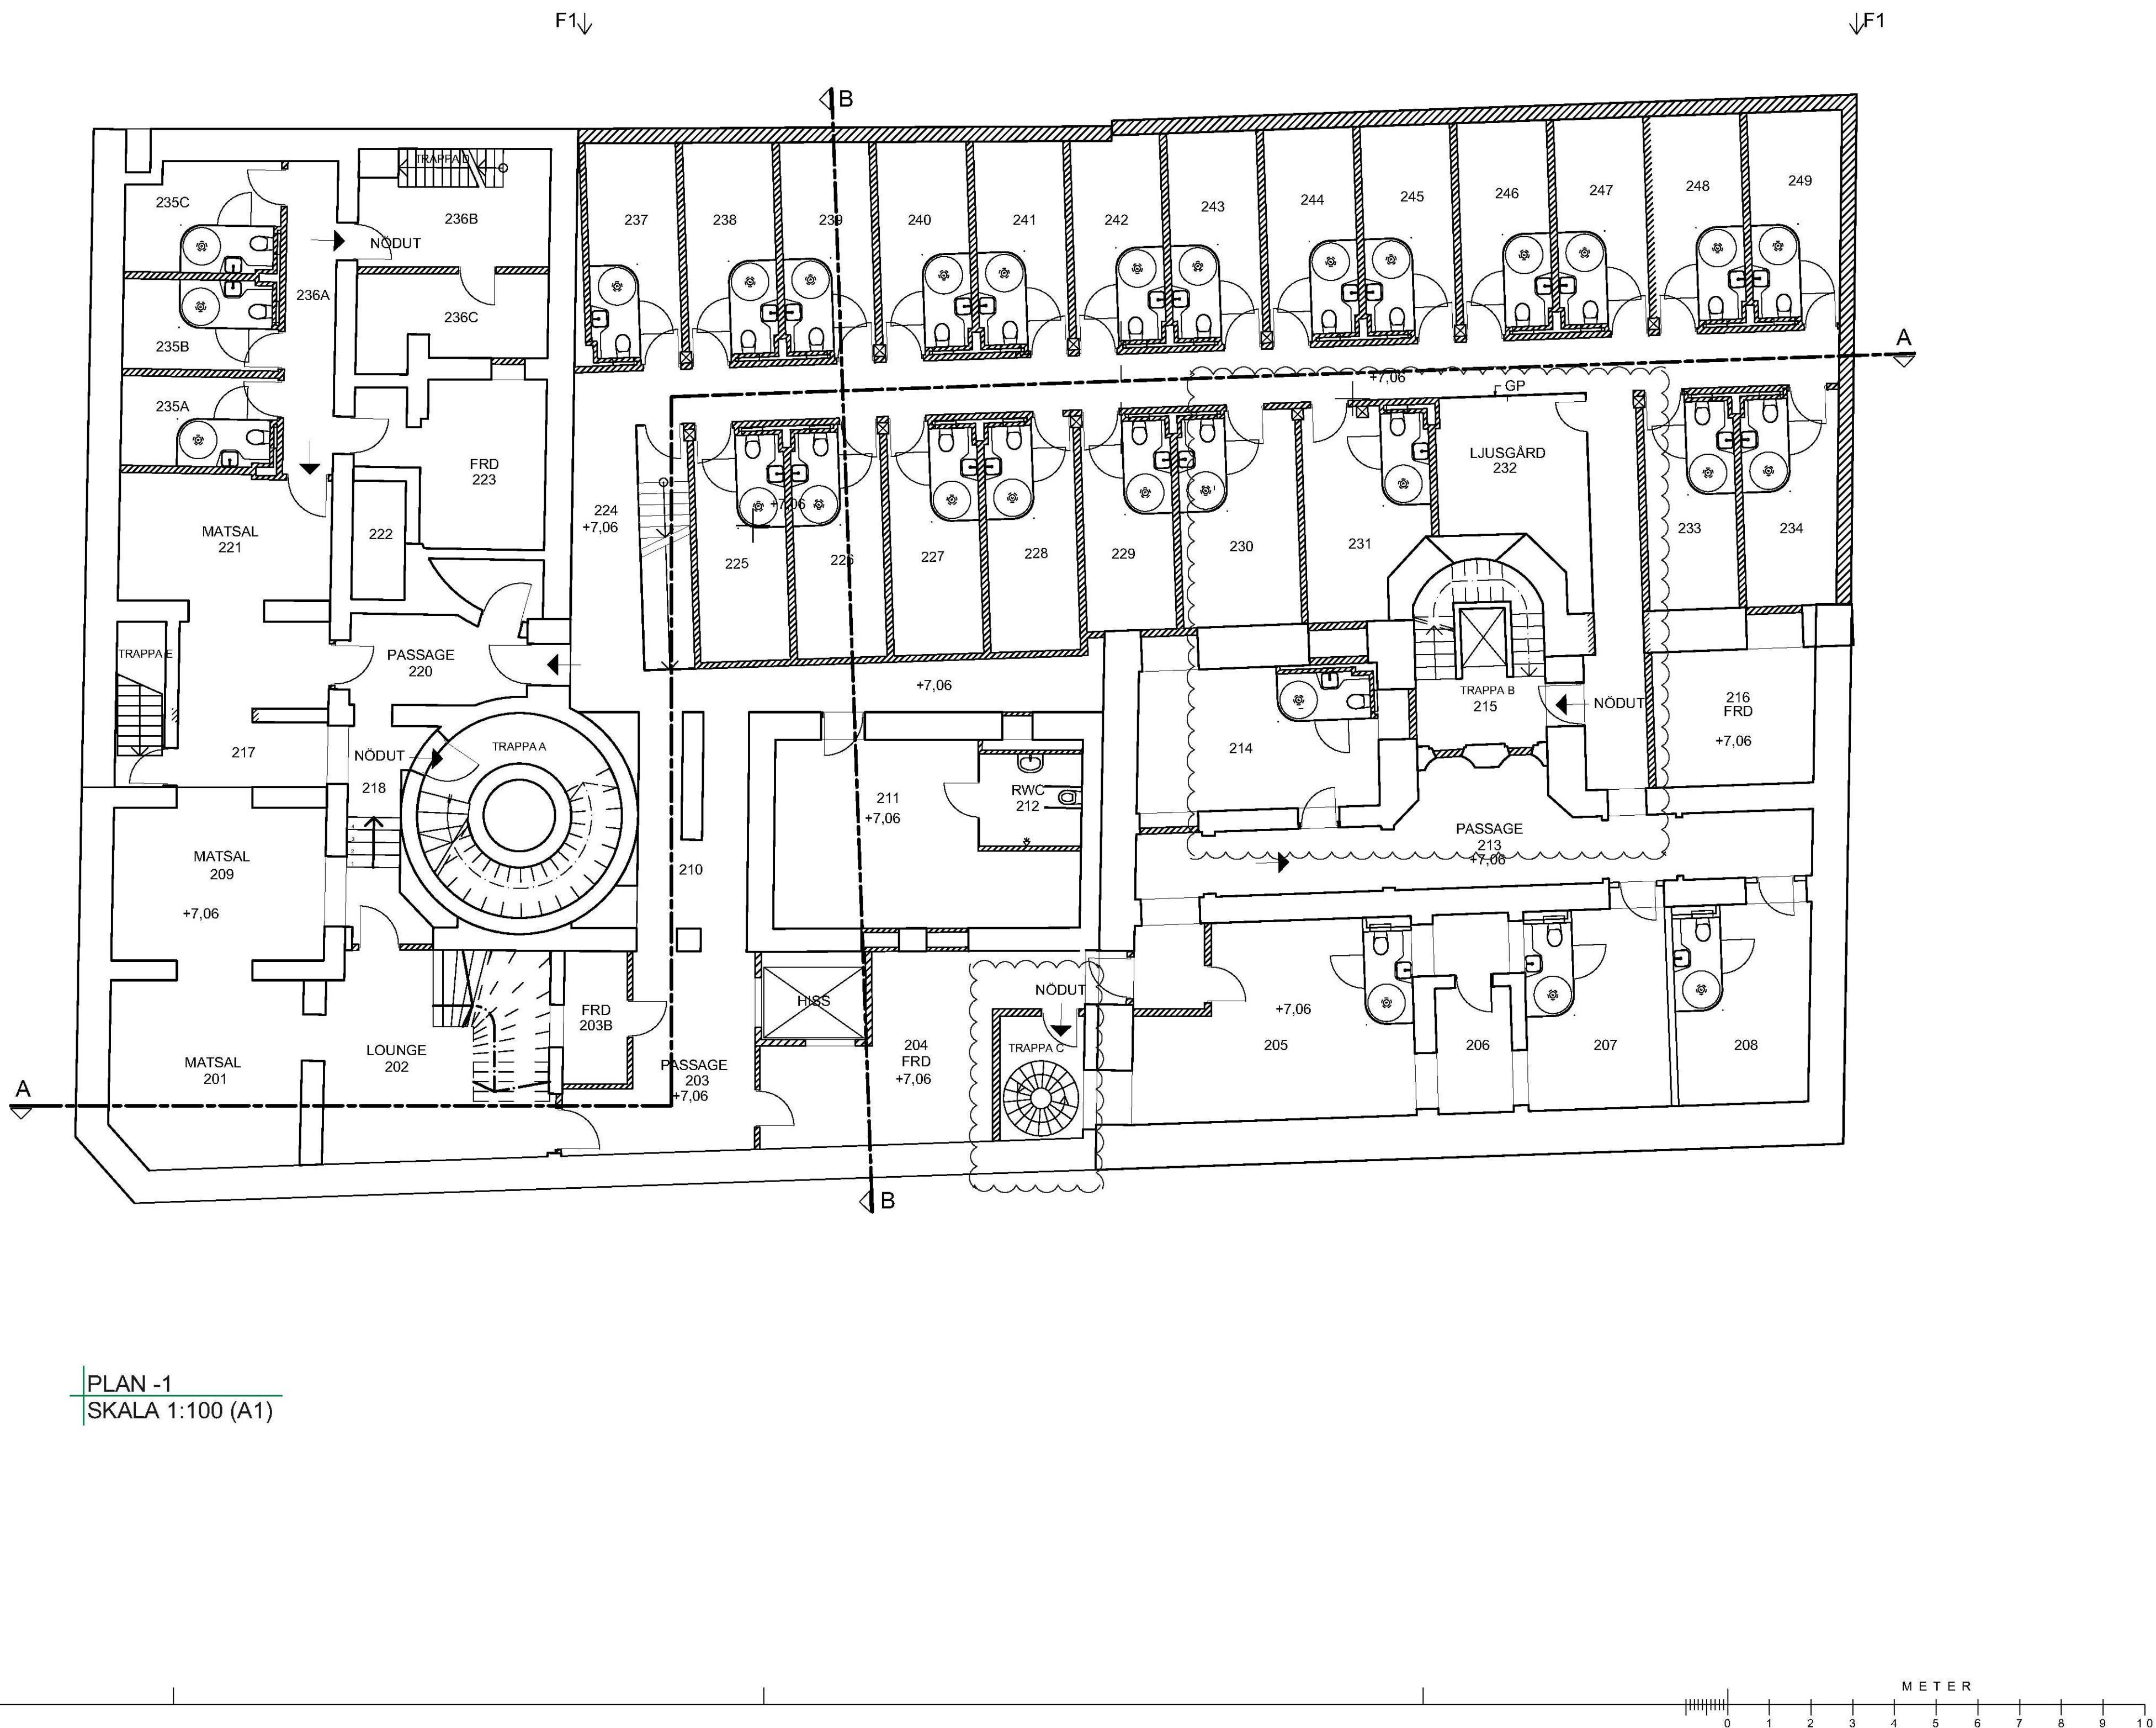 F1
F1
B
TRAPPA D
235C
236B
NÖDUT
237
238
239
240
241
242
243
244
245
246
247
248
249
236A
236C
235B
235A
A
+7,06
GP
FRD
223
LJUSGÅRD
232
MATSAL
221
222
224
+7,06
+7,06
225
226
227
228
229
230
231
233
234
TRAPPA E
PASSAGE
220
+7,06
TRAPPA B
215
NÖDUT
216
FRD
+7,06
217
NÖDUT
TRAPPA A
218
214
211
+7,06
RWC
212
MATSAL
209
+7,06
210
PASSAGE
213
+7,06
4
3
2
1
HISS
NÖDUT
FRD
203B
+7,06
205
206
207
208
MATSAL
201
LOUNGE
202
PASSAGE
203
+7,06
204
FRD
+7,06
TRAPPA C
A
B
PLAN -1
SKALA 1:100 (A1)
METER
0 1 2 3 4 5 6 7 8 9 10